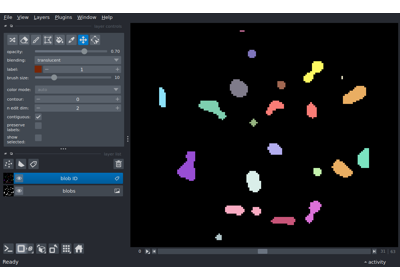 File View Layers Plugins Window Help
opacity: 0.70
blending: translucent
label: 1
brush size: 10
color mode:
contour: 0
n edit dim: 2
contiguous:
preserve
labels:
show
selected:
blob ID
blobs
Ready
activity